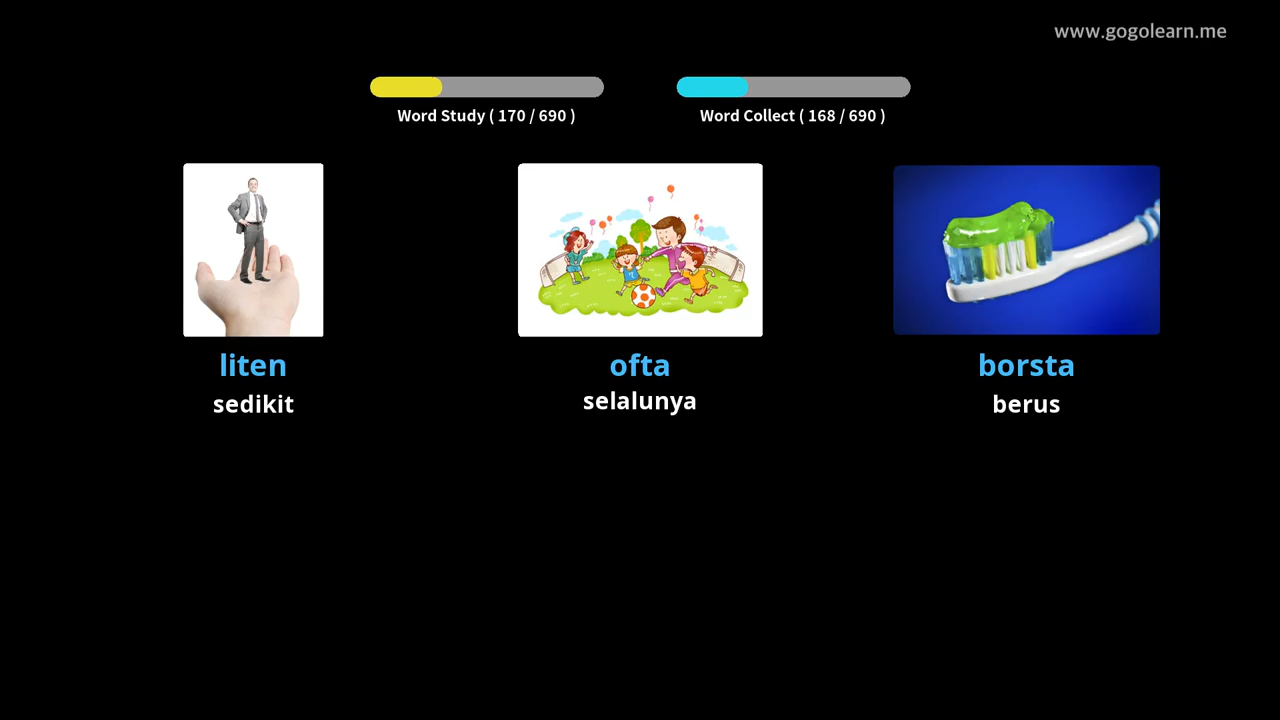 www.gogolearn.me
Word Study ( 170 / 690 )
Word Collect ( 168 / 690 )
liten
sedikit
ofta
selalunya
borsta
berus